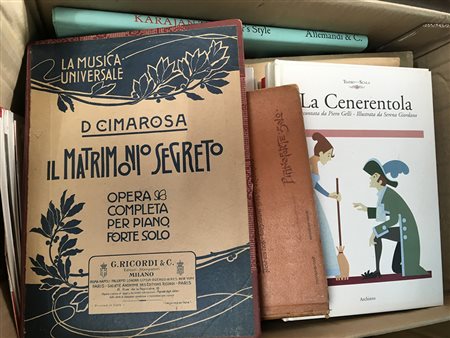 KARAJAN
's Style
Allemandi & C.
LA MUSICA
UNIVERSALE
D CIMAROSA
IL MATRIMONIO SEGRETO
OPERA
COMPLETA
PER PIANO
FORTE SOLO
G. RICORDI & C.
MILANO
PARIS
Teatro alla Scala
La Cenerentola
raccontata da Piero Gelli - Illustrata da Serena Giordano
Archinto